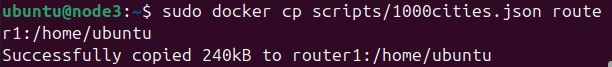 ubuntu@node3:~$ sudo docker cp scripts/1000cities.json route
r1:/home/ubuntu
Successfully copied 240kB to router1:/home/ubuntu